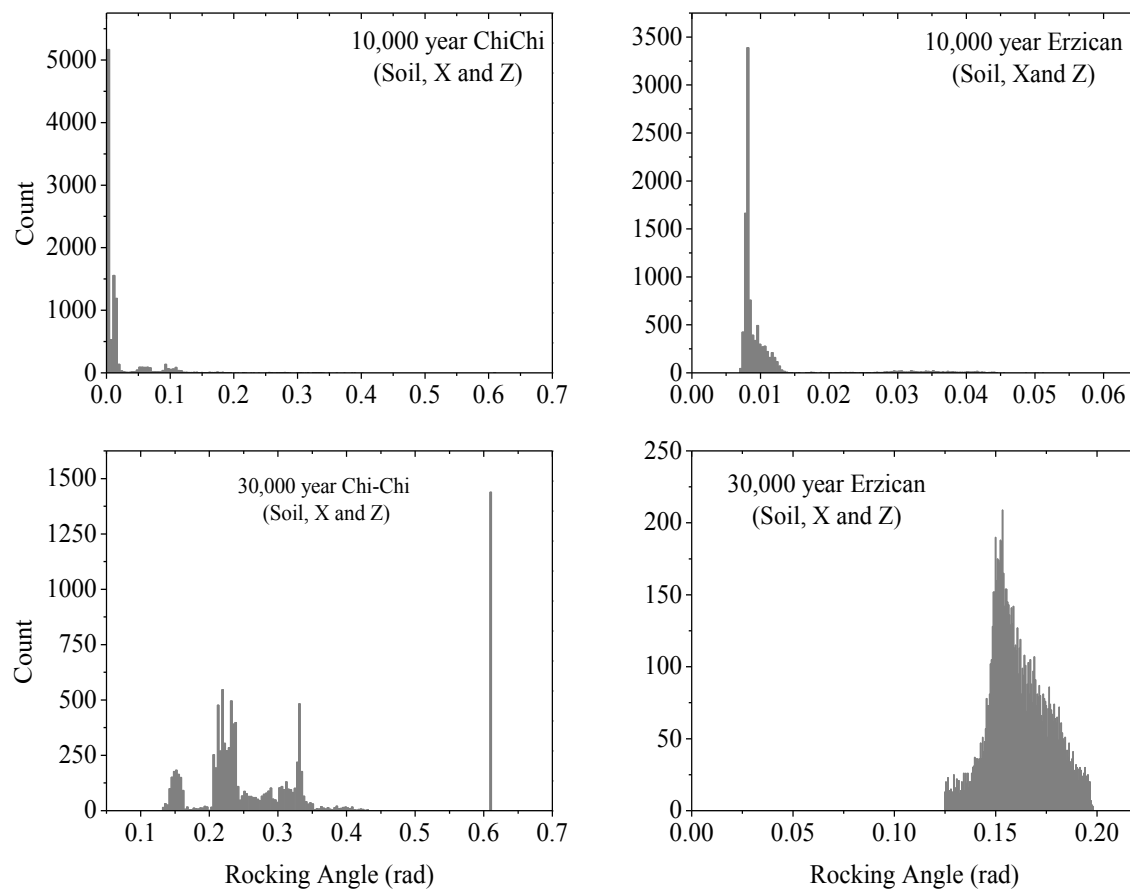 10,000 year ChiChi
(Soil, X and Z)
5000
4000
3000
2000
1000
0
Count
0.0 0.1 0.2 0.3 0.4 0.5 0.6 0.7
10,000 year Erzican
(Soil, Xand Z)
3500
3000
2500
2000
1500
1000
500
0
0.00 0.01 0.02 0.03 0.04 0.05 0.06
30,000 year Chi-Chi
(Soil, X and Z)
1500
1250
1000
750
500
250
0
Count
0.1 0.2 0.3 0.4 0.5 0.6 0.7
Rocking Angle (rad)
30,000 year Erzican
(Soil, X and Z)
250
200
150
100
50
0
0.00 0.05 0.10 0.15 0.20
Rocking Angle (rad)